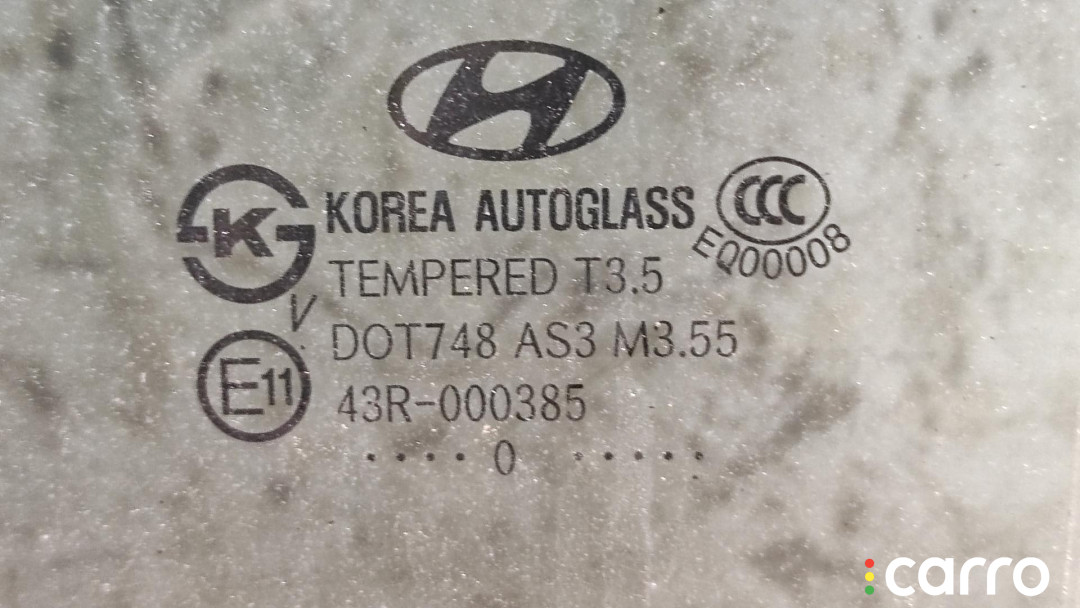 KOREA AUTOGLASS
CCC
EQ00008
K
TEMPERED T3.5
V
DOT748 AS3 M3.55
E11
43R-000385
• • • • 0 • • • • •
carro